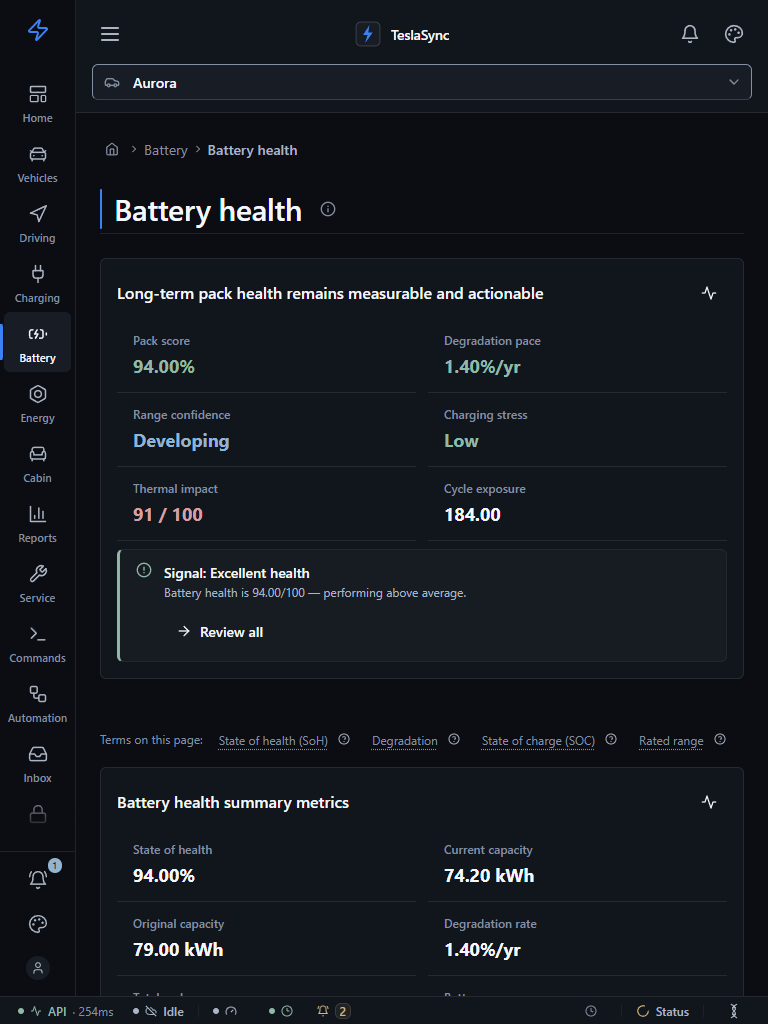 TeslaSync
Aurora
Home
Vehicles
Driving
Charging
Battery
Energy
Cabin
Reports
Service
Commands
Automation
Inbox
1
Battery
Battery health
Battery health
Long-term pack health remains measurable and actionable
Pack score
94.00%
Degradation pace
1.40%/yr
Range confidence
Developing
Charging stress
Low
Thermal impact
91 / 100
Cycle exposure
184.00
Signal: Excellent health
Battery health is 94.00/100 — performing above average.
Review all
Terms on this page: State of health (SoH) Degradation State of charge (SOC) Rated range
Battery health summary metrics
State of health
94.00%
Current capacity
74.20 kWh
Original capacity
79.00 kWh
Degradation rate
1.40%/yr
API · 254ms Idle 2 Status